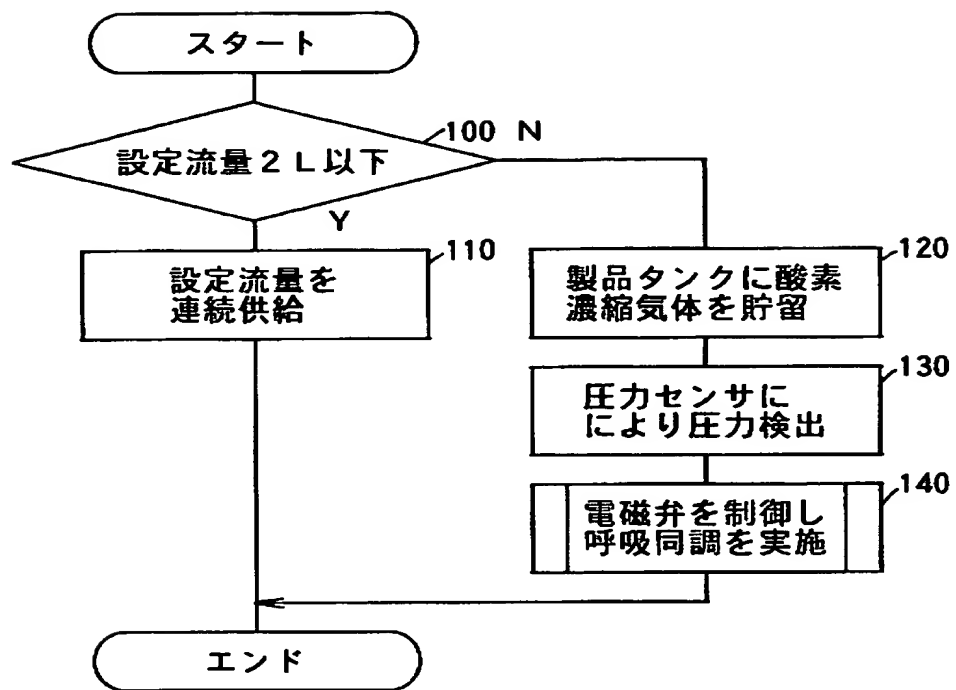 スタート
100 N
設定流量２Ｌ以下
Y
110
設定流量を
連続供給
120
製品タンクに酸素
濃縮気体を貯留
130
圧力センサに
により圧力検出
140
電磁弁を制御し
呼吸同調を実施
エンド